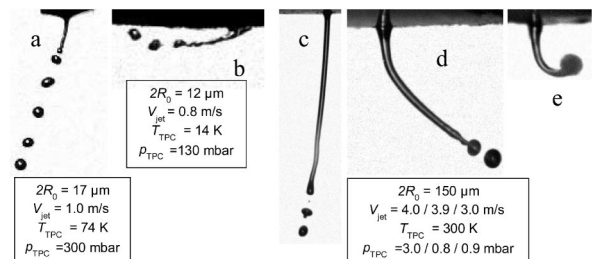 a
b
2R₀ = 12 µm
Vjet = 0.8 m/s
TTPC = 14 K
pTPC =130 mbar
2R₀ = 17 µm
Vjet = 1.0 m/s
TTPC = 74 K
pTPC =300 mbar
c
d
e
2R₀ = 150 µm
Vjet = 4.0 / 3.9 / 3.0 m/s
TTPC = 300 K
pTPC =3.0 / 0.8 / 0.9 mbar